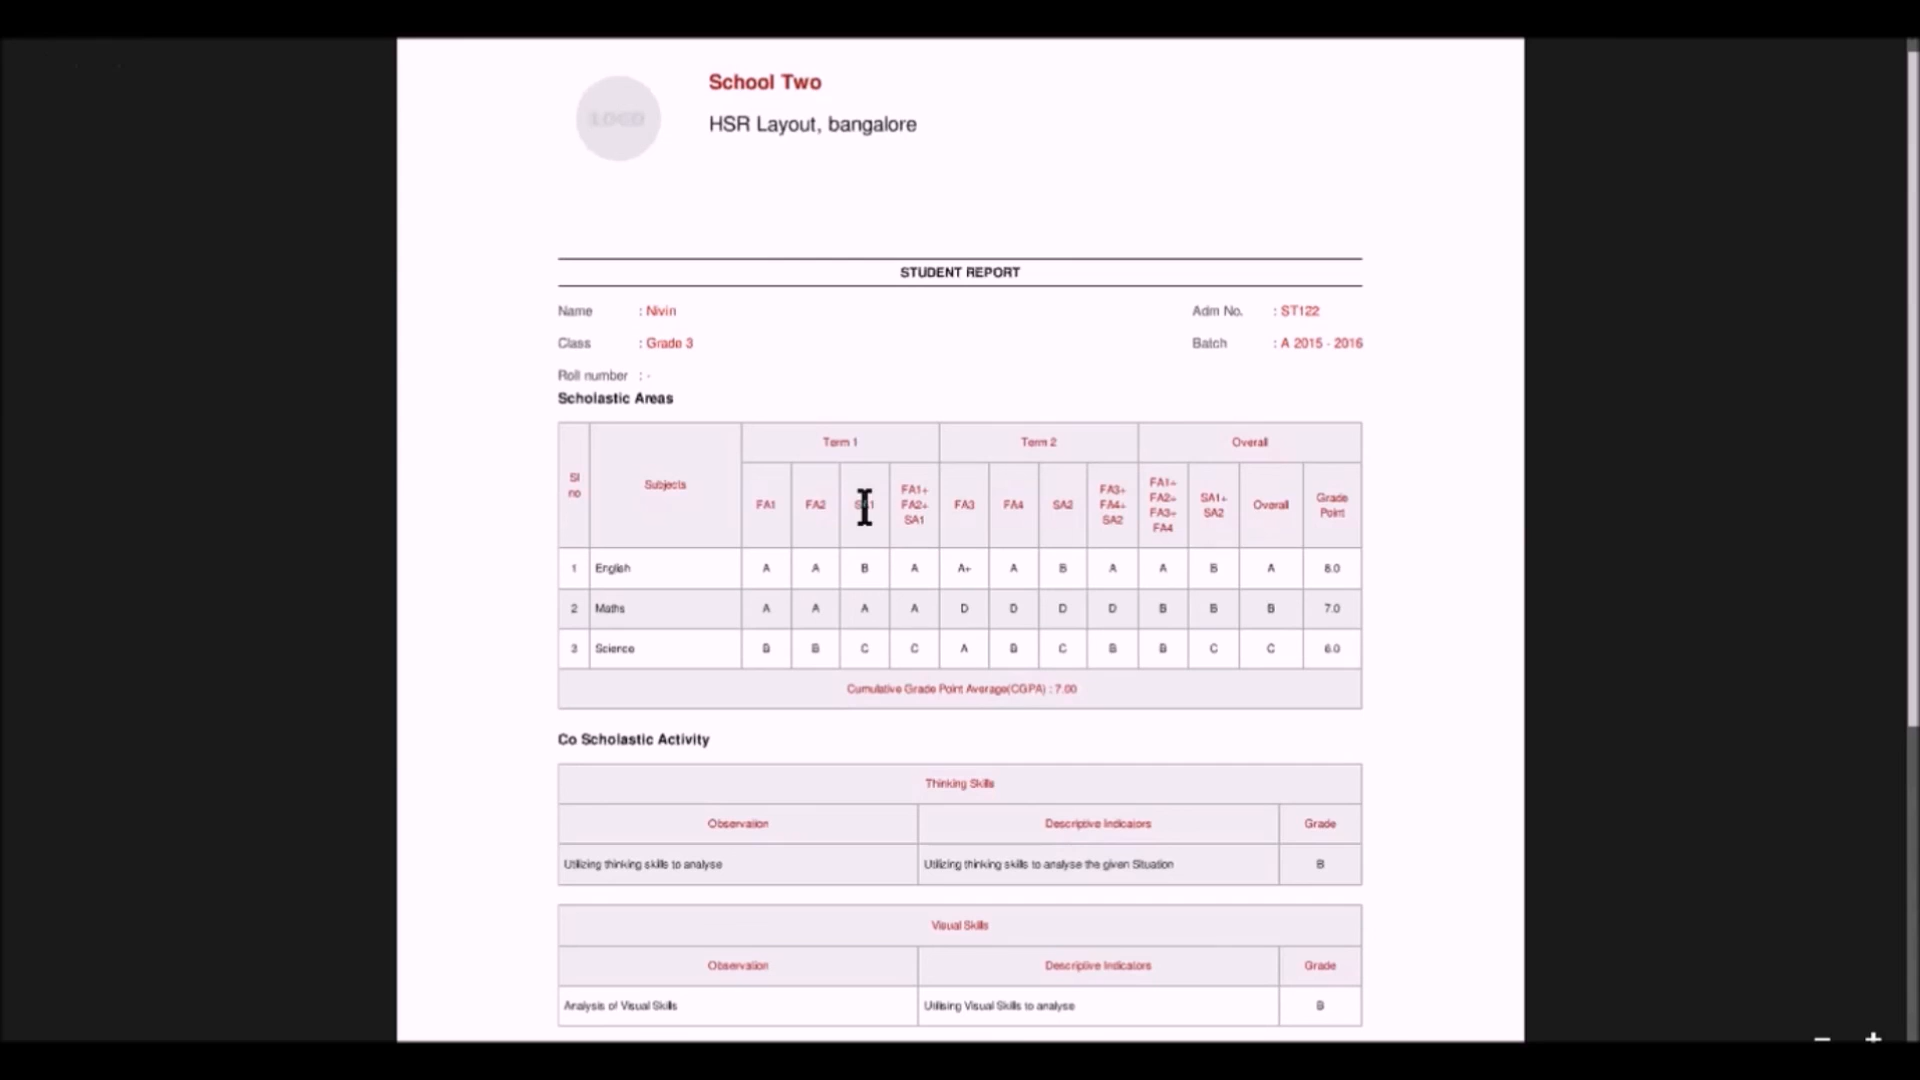 LOGO
School Two
HSR Layout, bangalore
STUDENT REPORT
Name : Nivin Adm No. : ST122
Class : Grade 3 Batch : A 2015 - 2016
Roll number : -
Scholastic Areas
Sl no Subjects Term 1 Term 2 Overall
FA1 FA2 SA1 FA1+ FA2+ SA1 FA3 FA4 SA2 FA3+ FA4+ SA2 FA1+ FA2+ FA3+ FA4 SA1+ SA2 Overall Grade Point
1 English A A B A A+ A B A A B A 8.0
2 Maths A A A A D D D D B B B 7.0
3 Science B B C C A B C B B C C 6.0
Cumulative Grade Point Average(CGPA) : 7.00
Co Scholastic Activity
Thinking Skills
Observation Descriptive Indicators Grade
Utilizing thinking skills to analyse Utilizing thinking skills to analyse the given Situation B
Visual Skills
Observation Descriptive Indicators Grade
Analysis of Visual Skills Utilising Visual Skills to analyse B